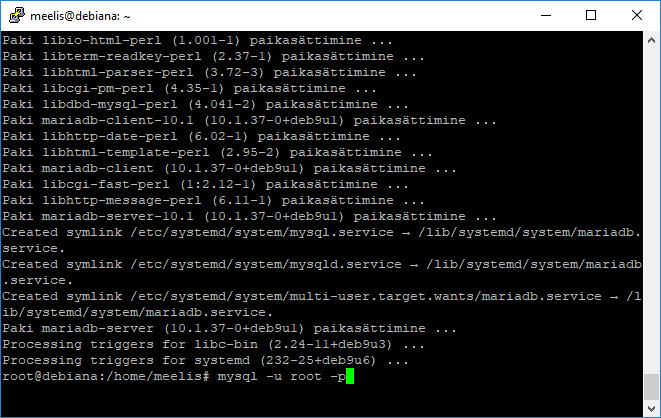 meelis@debiana: ~
Paki libio-html-perl (1.001-1) paikasättimine ...
Paki libterm-readkey-perl (2.37-1) paikasättimine ...
Paki libhtml-parser-perl (3.72-3) paikasättimine ...
Paki libcgi-pm-perl (4.35-1) paikasättimine ...
Paki libdbd-mysql-perl (4.041-2) paikasättimine ...
Paki mariadb-client-10.1 (10.1.37-0+deb9u1) paikasättimine ...
Paki libhttp-date-perl (6.02-1) paikasättimine ...
Paki libhtml-template-perl (2.95-2) paikasättimine ...
Paki mariadb-client (10.1.37-0+deb9u1) paikasättimine ...
Paki libcgi-fast-perl (1:2.12-1) paikasättimine ...
Paki libhttp-message-perl (6.11-1) paikasättimine ...
Paki mariadb-server-10.1 (10.1.37-0+deb9u1) paikasättimine ...
Created symlink /etc/systemd/system/mysql.service → /lib/systemd/system/mariadb.
service.
Created symlink /etc/systemd/system/mysqld.service → /lib/systemd/system/mariadb
.service.
Created symlink /etc/systemd/system/multi-user.target.wants/mariadb.service → /l
ib/systemd/system/mariadb.service.
Paki mariadb-server (10.1.37-0+deb9u1) paikasättimine ...
Processing triggers for libc-bin (2.24-11+deb9u3) ...
Processing triggers for systemd (232-25+deb9u6) ...
root@debiana:/home/meelis# mysql -u root -p